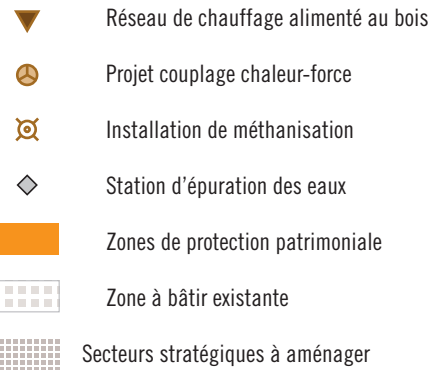 Réseau de chauffage alimenté au bois
Projet couplage chaleur-force
Installation de méthanisation
Station d'épuration des eaux
Zones de protection patrimoniale
Zone à bâtir existante
Secteurs stratégiques à aménager